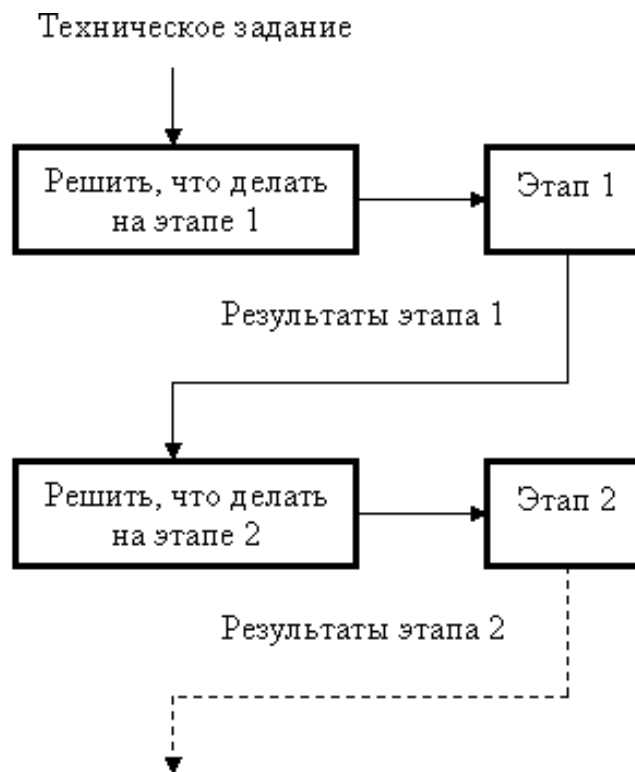 Техническое задание
Решить, что делать
на этапе 1
Этап 1
Результаты этапа 1
Решить, что делать
на этапе 2
Этап 2
Результаты этапа 2